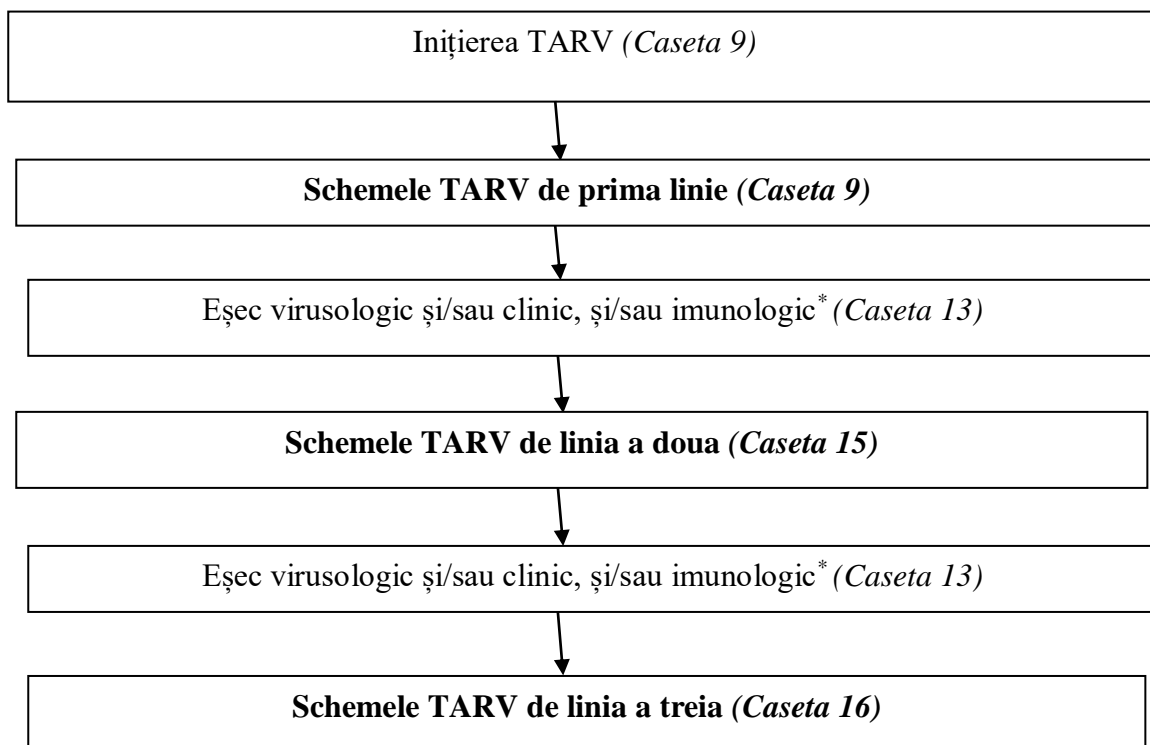 Inițierea TARV (Caseta 9)
Schemele TARV de prima linie (Caseta 9)
Eșec virusologic și/sau clinic, și/sau imunologic* (Caseta 13)
Schemele TARV de linia a doua (Caseta 15)
Eșec virusologic și/sau clinic, și/sau imunologic* (Caseta 13)
Schemele TARV de linia a treia (Caseta 16)